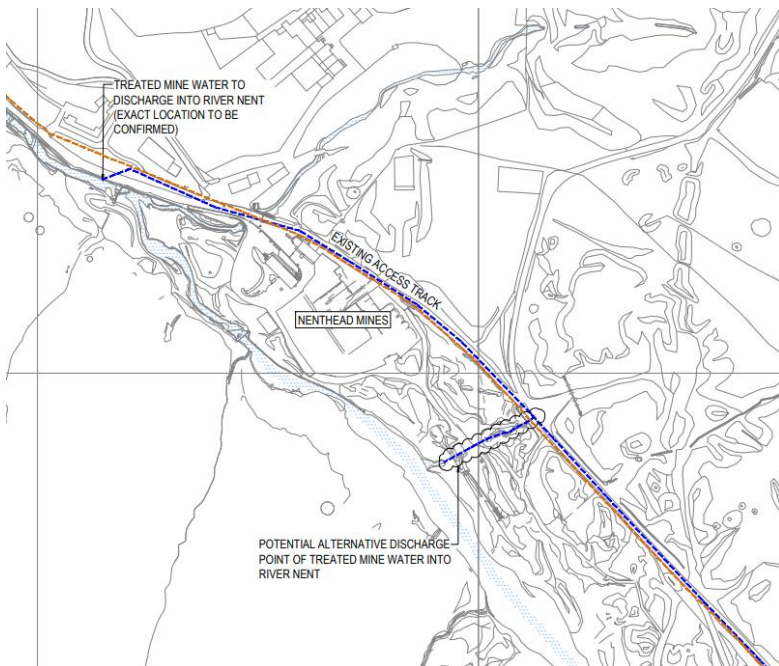 TREATED MINE WATER TO
DISCHARGE INTO RIVER NENT
(EXACT LOCATION TO BE
CONFIRMED)
EXISTING ACCESS TRACK
NENTHEAD MINES
POTENTIAL ALTERNATIVE DISCHARGE
POINT OF TREATED MINE WATER INTO
RIVER NENT